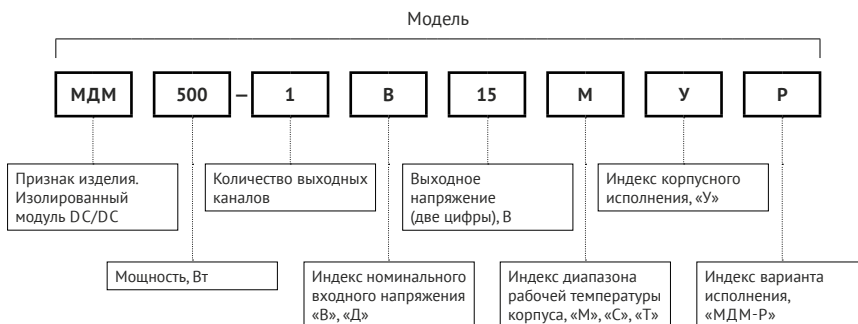 Модель
МДМ 500 – 1 В 15 М У Р
Признак изделия.
Изолированный
модуль DC/DC
Количество выходных
каналов
Выходное
напряжение
(две цифры), В
Индекс корпусного
исполнения, «У»
Мощность, Вт
Индекс номинального
входного напряжения
«В», «Д»
Индекс диапазона
рабочей температуры
корпуса, «М», «С», «Т»
Индекс варианта
исполнения,
«МДМ-Р»